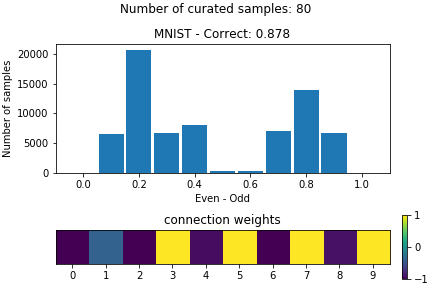 Number of curated samples: 80
MNIST - Correct: 0.878
Number of samples
20000
15000
10000
5000
0
0.0 0.2 0.4 0.6 0.8 1.0
Even - Odd
connection weights
1
0
−1
0 1 2 3 4 5 6 7 8 9